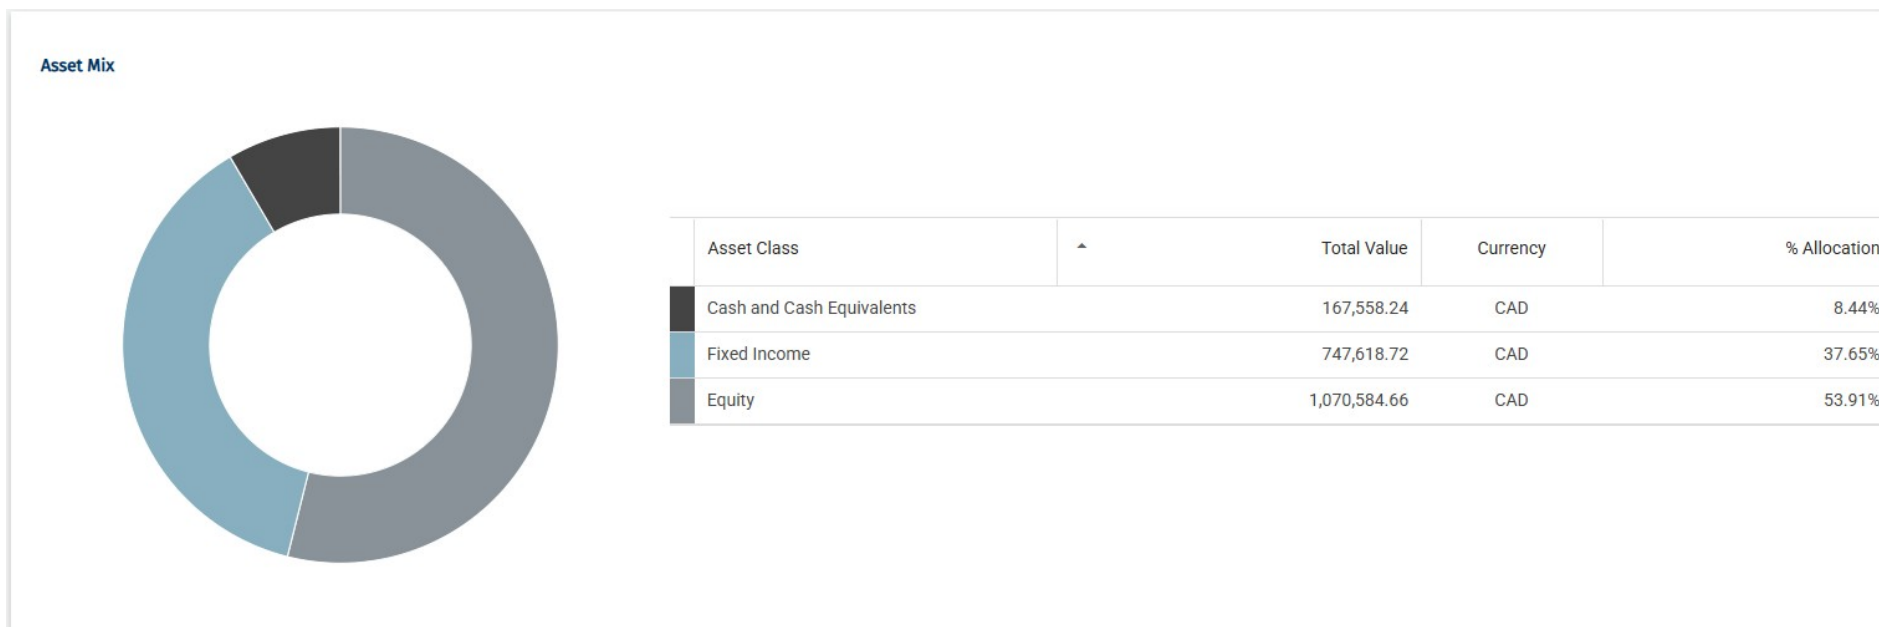 Asset Mix
Asset Class Total Value Currency % Allocation
Cash and Cash Equivalents 167,558.24 CAD 8.44%
Fixed Income 747,618.72 CAD 37.65%
Equity 1,070,584.66 CAD 53.91%